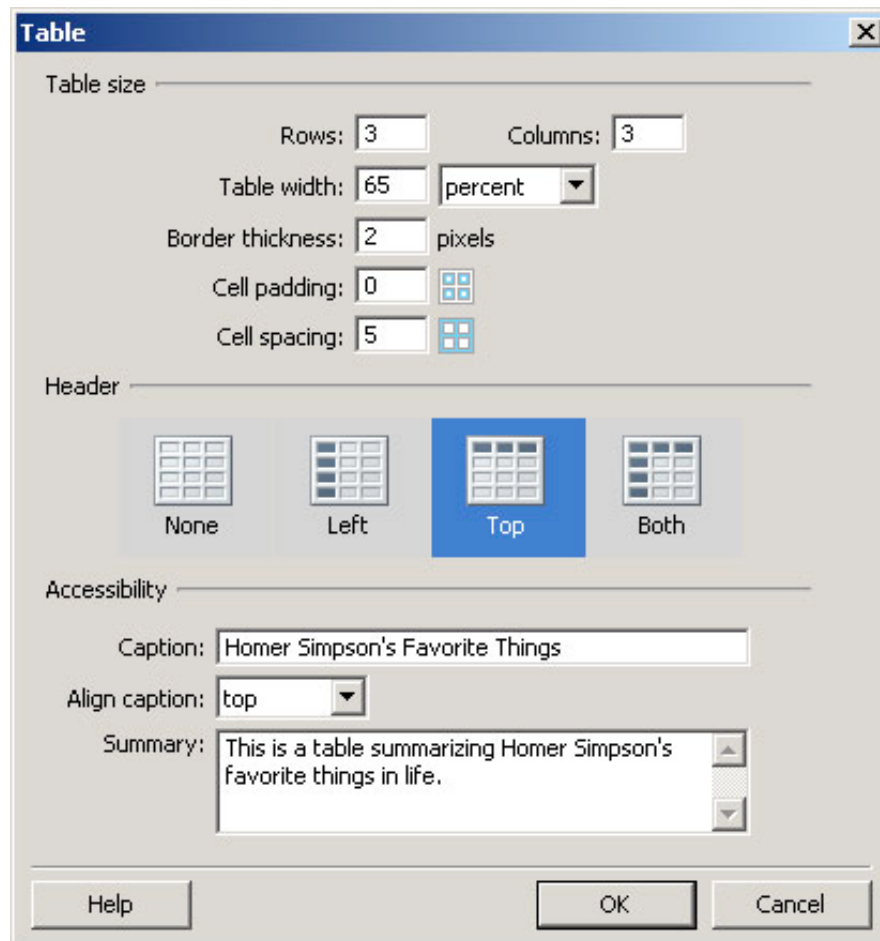 Table
Table size
Rows: 3 Columns: 3
Table width: 65 percent
Border thickness: 2 pixels
Cell padding: 0
Cell spacing: 5
Header
None Left Top Both
Accessibility
Caption: Homer Simpson's Favorite Things
Align caption: top
Summary: This is a table summarizing Homer Simpson's
favorite things in life.
Help OK Cancel